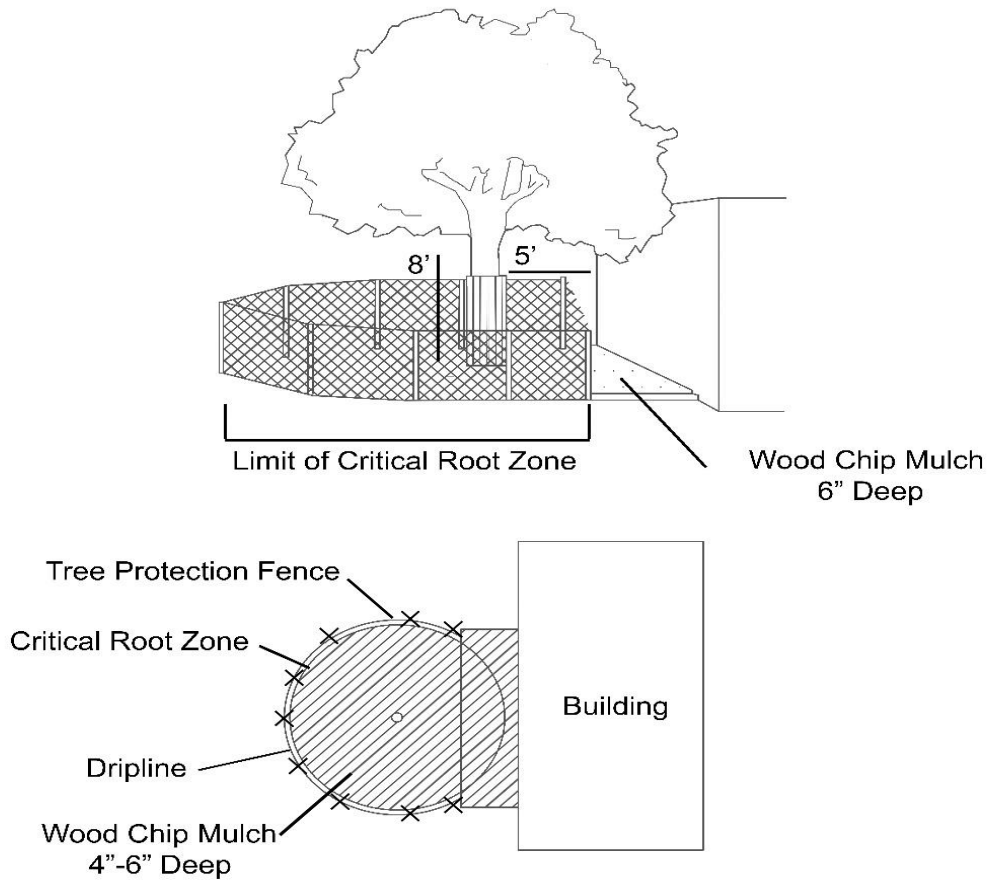 8’
5’
Limit of Critical Root Zone
Wood Chip Mulch
6” Deep
Tree Protection Fence
Critical Root Zone
Building
Dripline
Wood Chip Mulch
4”-6” Deep